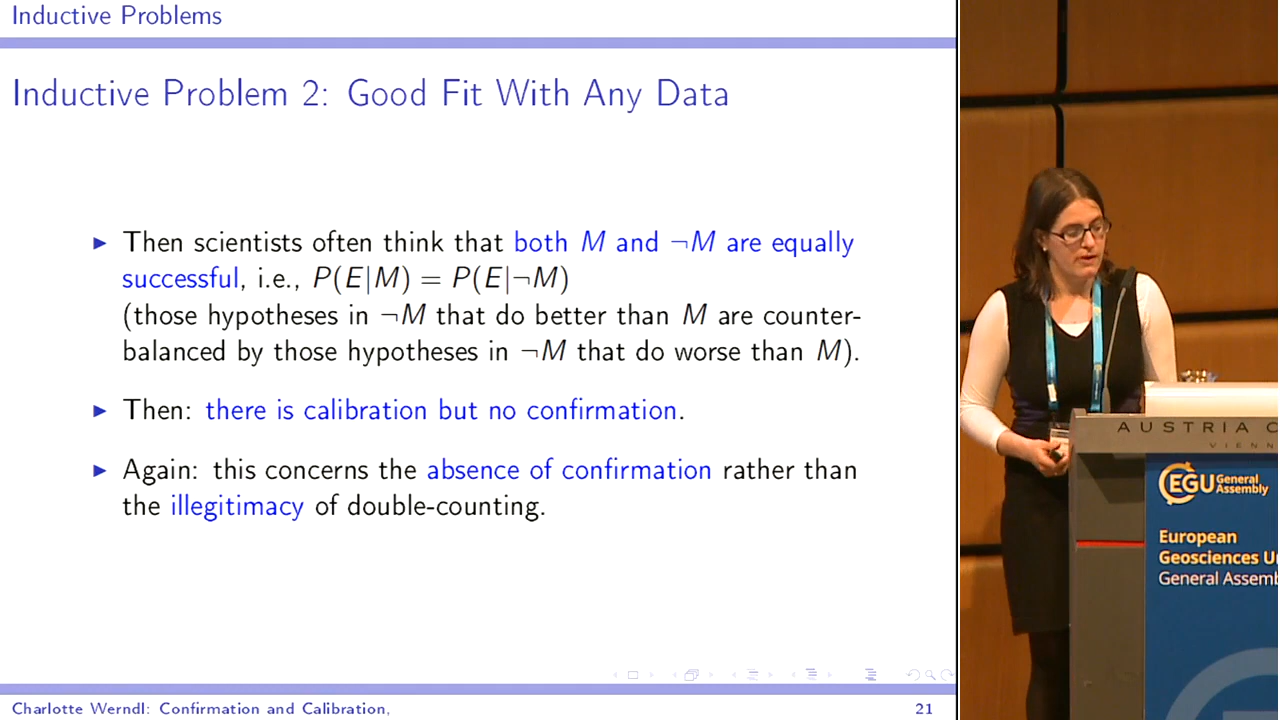 Inductive Problems
Inductive Problem 2: Good Fit With Any Data
▶ Then scientists often think that both M and ¬M are equally
successful, i.e., P(E|M) = P(E|¬M)
(those hypotheses in ¬M that do better than M are counter-
balanced by those hypotheses in ¬M that do worse than M).
▶ Then: there is calibration but no confirmation.
▶ Again: this concerns the absence of confirmation rather than
the illegitimacy of double-counting.
Charlotte Werndl: Confirmation and Calibration,
21
AUSTRIA C
VIENN
EGU General
Assembly
European
Geosciences U
General Assemb